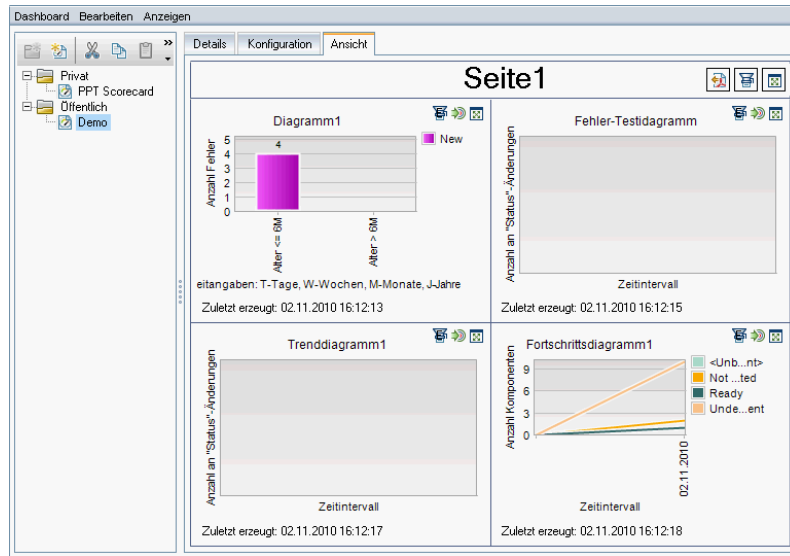 Dashboard Bearbeiten Anzeigen
Details Konfiguration Ansicht
Privat
PPT Scorecard
Öffentlich
Demo
Seite1
Diagramm1
Anzahl Fehler
5
4
3
2
1
0
4
New
Alter <= 6M
Alter > 6M
eitangaben: T-Tage, W-Wochen, M-Monate, J-Jahre
Zuletzt erzeugt: 02.11.2010 16:12:13
Fehler-Testidagramm
Anzahl an "Status"-Änderungen
Zeitintervall
Zuletzt erzeugt: 02.11.2010 16:12:15
Trenddiagramm1
Anzahl an "Status"-Änderungen
Zeitintervall
Zuletzt erzeugt: 02.11.2010 16:12:17
Fortschrittsdiagramm1
Anzahl Komponenten
9
6
3
0
<Unb...nt>
Not ...ted
Ready
Unde...ent
02.11.2010
Zeitintervall
Zuletzt erzeugt: 02.11.2010 16:12:18